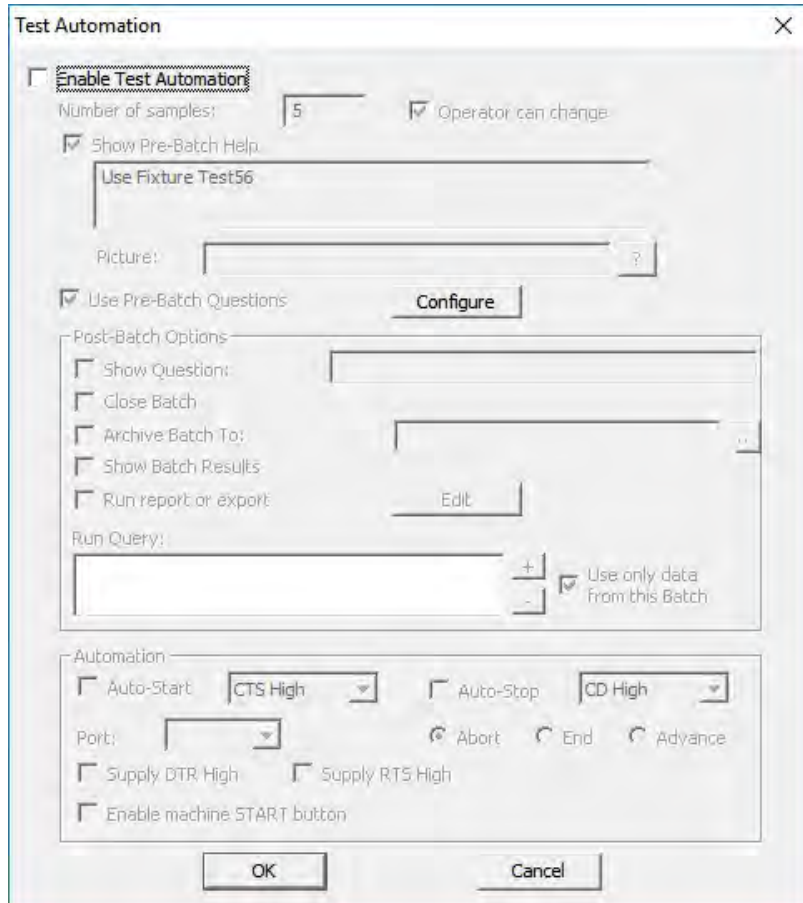 Test Automation
Enable Test Automation
Number of samples: 5 Operator can change
Show Pre-Batch Help
Use Fixture Test56
Picture: ?
Use Pre-Batch Questions Configure
Post-Batch Options
Show Question:
Close Batch
Archive Batch To: ..
Show Batch Results
Run report or export Edit
Run Query:
+
Use only data
from this Batch
-
Automation
Auto-Start CTS High Auto-Stop CD High
Port: Abort End Advance
Supply DTR High Supply RTS High
Enable machine START button
OK Cancel